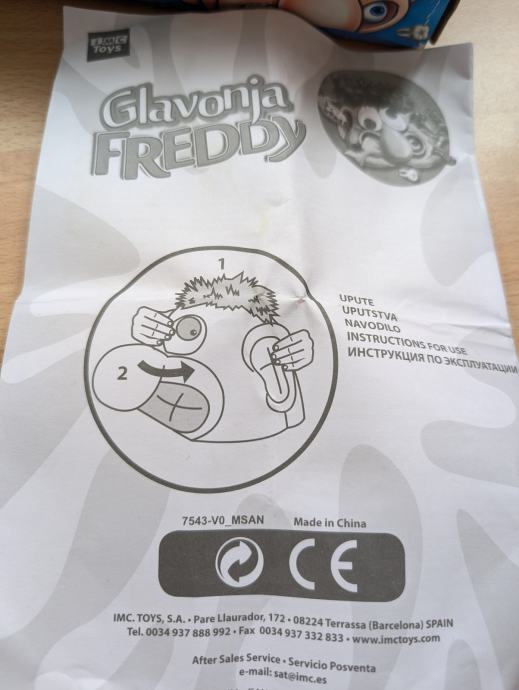 IMC
Toys
Glavonja
FREDDY
1
2
UPUTE
UPUTSTVA
NAVODILO
INSTRUCTIONS FOR USE
ИНСТРУКЦИЯ ПО ЭКСПЛУАТАЦИИ
7543-V0_MSAN Made in China
CE
IMC. TOYS, S.A. • Pare Llaurador, 172 • 08224 Terrassa (Barcelona) SPAIN
Tel. 0034 937 888 992 • Fax 0034 937 332 833 • www.imctoys.com
After Sales Service • Servicio Posventa
e-mail: sat@imc.es